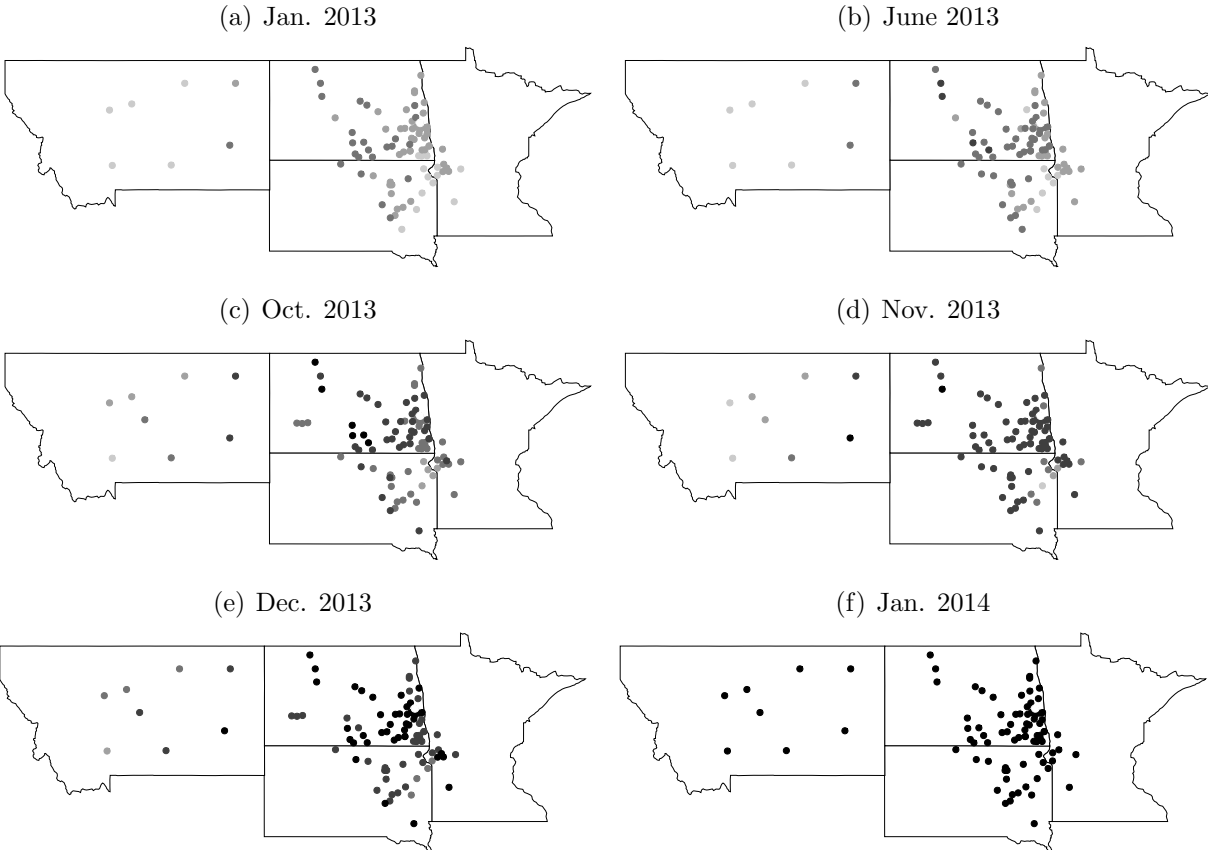 (a) Jan. 2013
(b) June 2013
(c) Oct. 2013
(d) Nov. 2013
(e) Dec. 2013
(f) Jan. 2014